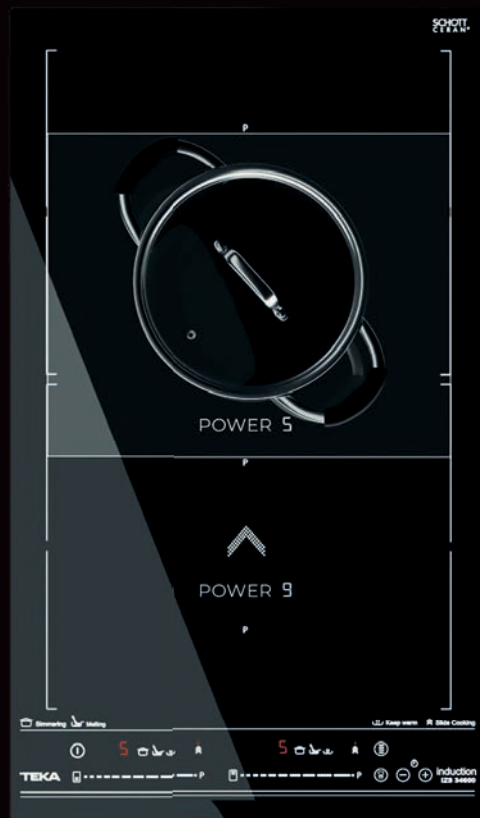 SCHOTT
CERAN®
P
POWER 5
P
POWER 9
P
Simmering Melting Keep warm Slide Cooking
5 5
TEKA P P induction
IZS 34600